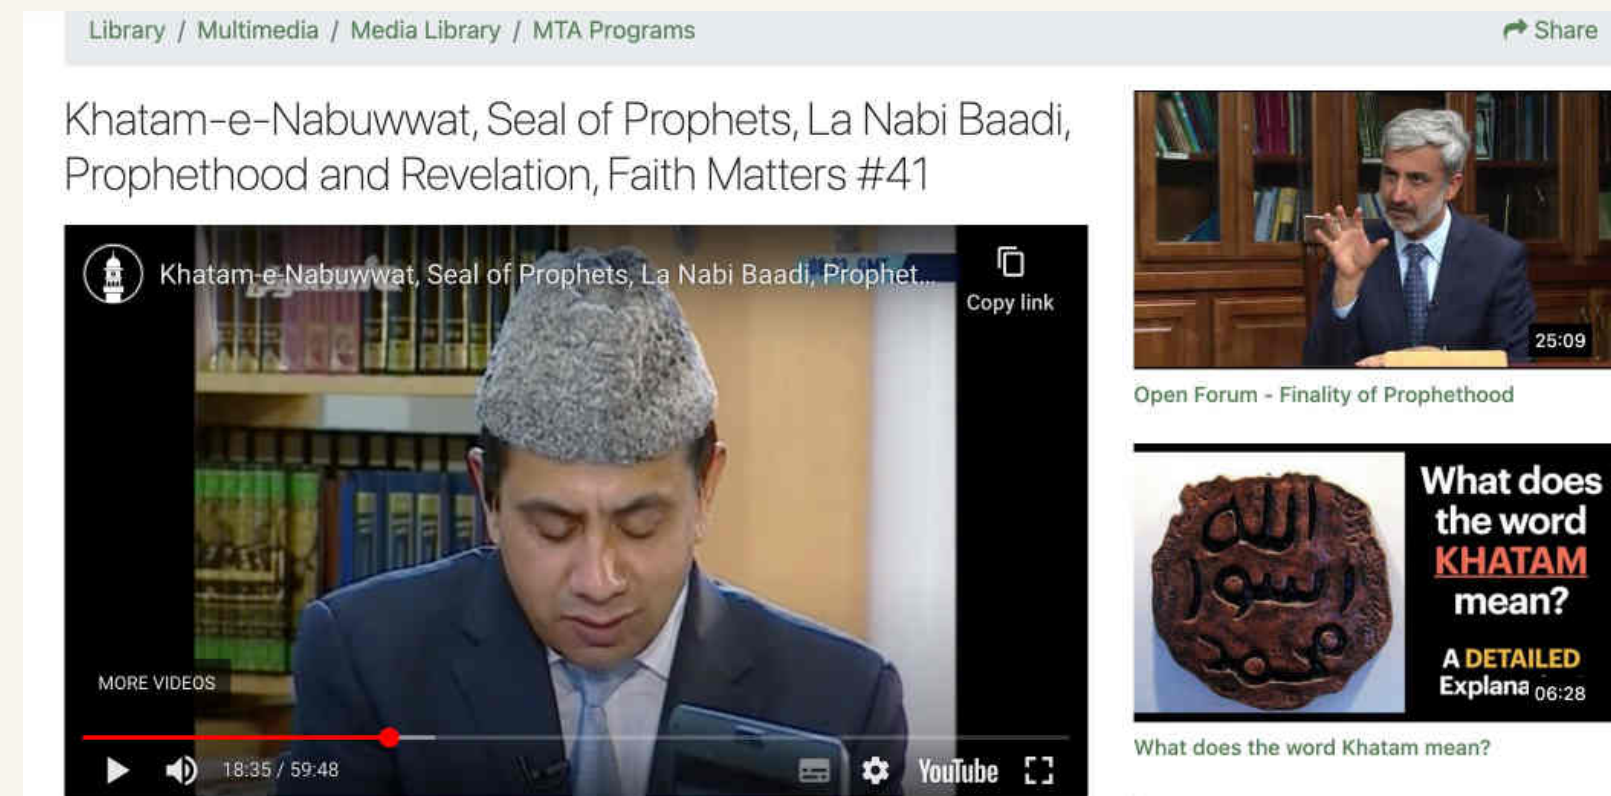 Library / Multimedia / Media Library / MTA Programs
Share
Khatam-e-Nabuwwat, Seal of Prophets, La Nabi Baadi,
Prophethood and Revelation, Faith Matters #41
Khatam-e-Nabuwwat, Seal of Prophets, La Nabi Baadi, Prophet...
Copy link
MORE VIDEOS
18:35 / 59:48
YouTube
25:09
Open Forum - Finality of Prophethood
الله
رسول
محمد
What does
the word
KHATAM
mean?
A DETAILED
Explana
06:28
What does the word Khatam mean?